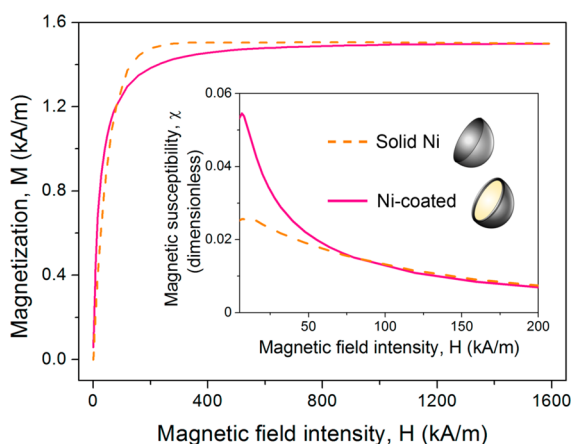 1.6
1.2
0.8
0.4
0.0
Magnetization, M (kA/m)
0
400
800
1200
1600
Magnetic field intensity, H (kA/m)
0.06
0.04
0.02
0
Magnetic susceptibility, χ
(dimensionless)
50
100
150
200
Magnetic field intensity, H (kA/m)
Solid Ni
Ni-coated